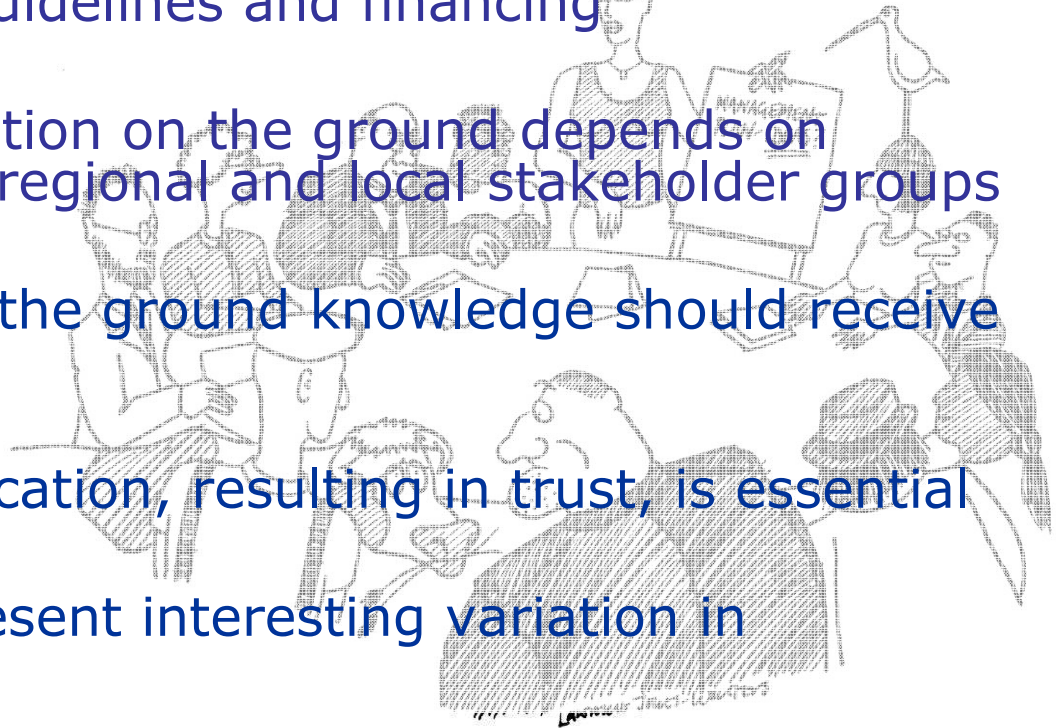 uidelines and financing
tion on the ground depends on
regional and local stakeholder groups
the ground knowledge should receive
cation, resulting in trust, is essential
esent interesting variation in